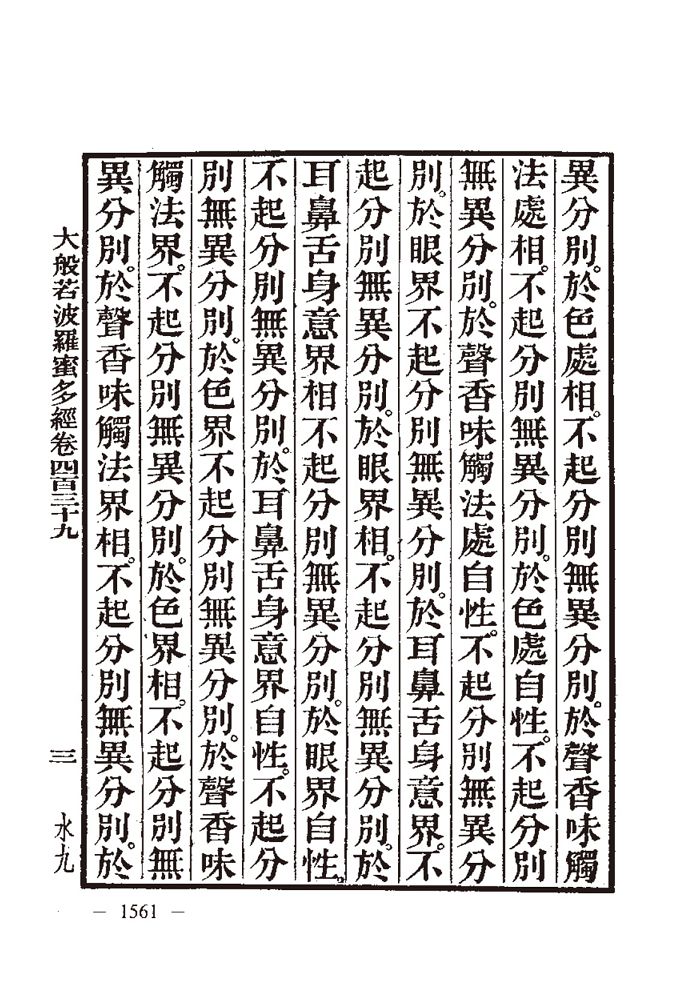 異分別。於色處相。不起分別無異分別。於聲香味觸
法處相。不起分別無異分別。於色處自性。不起分別
無異分別。於聲香味觸法處自性。不起分別無異分
別。於眼界不起分別無異分別。於耳鼻舌身意界。不
起分別無異分別。於眼界相。不起分別無異分別。於
耳鼻舌身意界相不起分別無異分別。於眼界自性。
不起分別無異分別。於耳鼻舌身意界自性。不起分
別無異分別。於色界不起分別無異分別。於聲香味
觸法界。不起分別無異分別。於色界相。不起分別無
異分別。於聲香味觸法界相。不起分別無異分別。於
大般若波羅蜜多經卷四百三十九 三 水九
— 1561 —